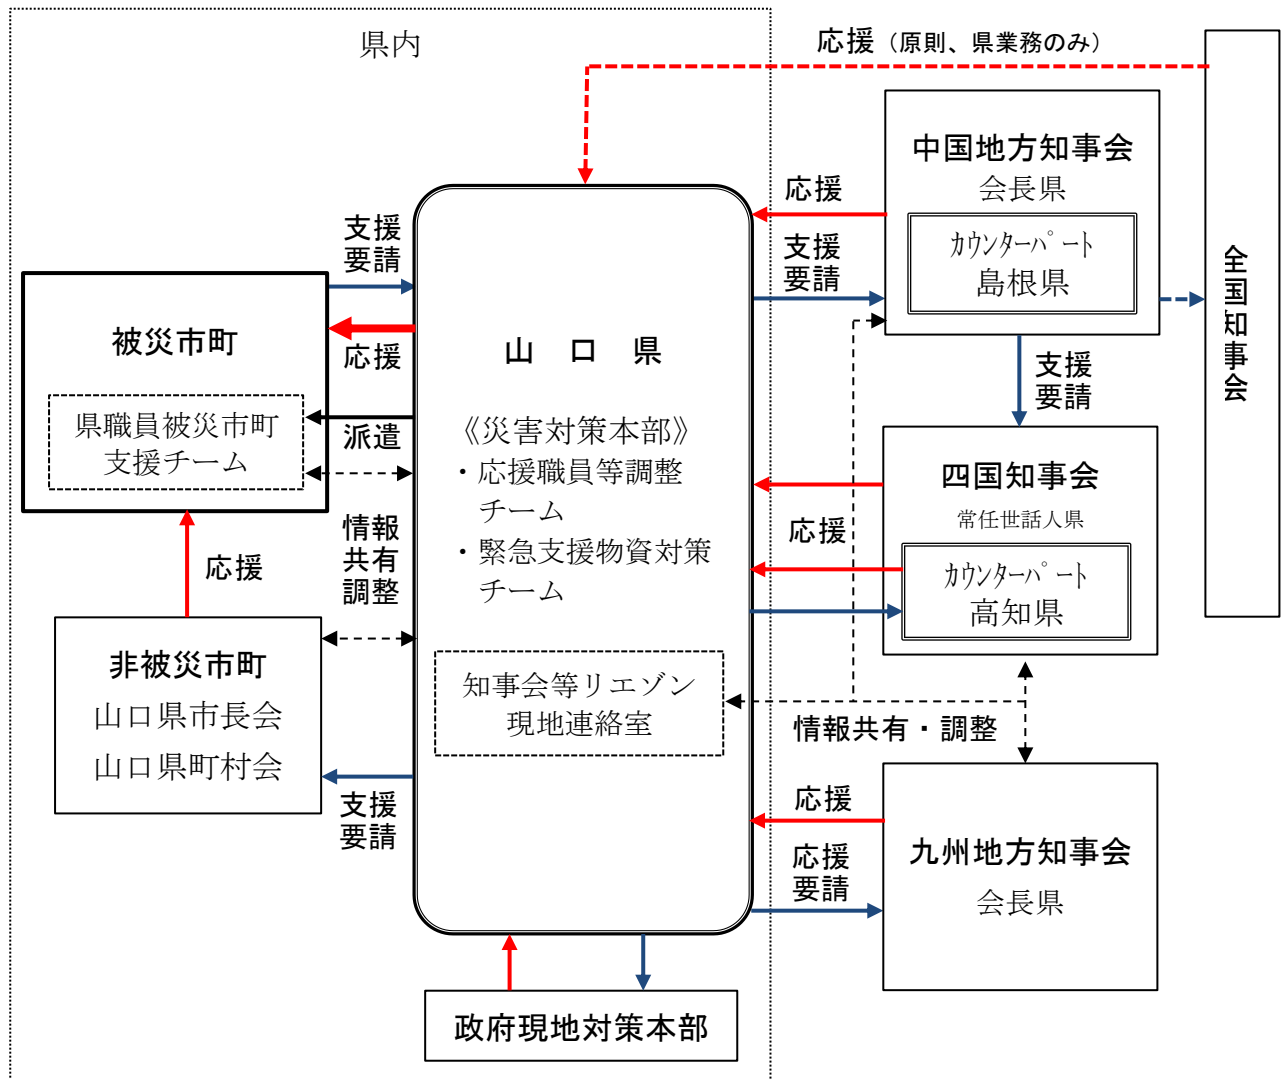 県内
応援（原則、県業務のみ）
中国地方知事会
会長県
カウンターパート
島根県
全国知事会
応援
支援
要請
支援
要請
被災市町
応援
県職員被災市町
支援チーム
派遣
情報
共有
調整
山口県
《災害対策本部》
・応援職員等調整
チーム
・緊急支援物資対策
チーム
知事会等リエゾン
現地連絡室
支援
要請
四国知事会
常任世話人県
カウンターパート
高知県
応援
応援
非被災市町
山口県市長会
山口県町村会
支援
要請
情報共有・調整
応援
応援
要請
九州地方知事会
会長県
政府現地対策本部